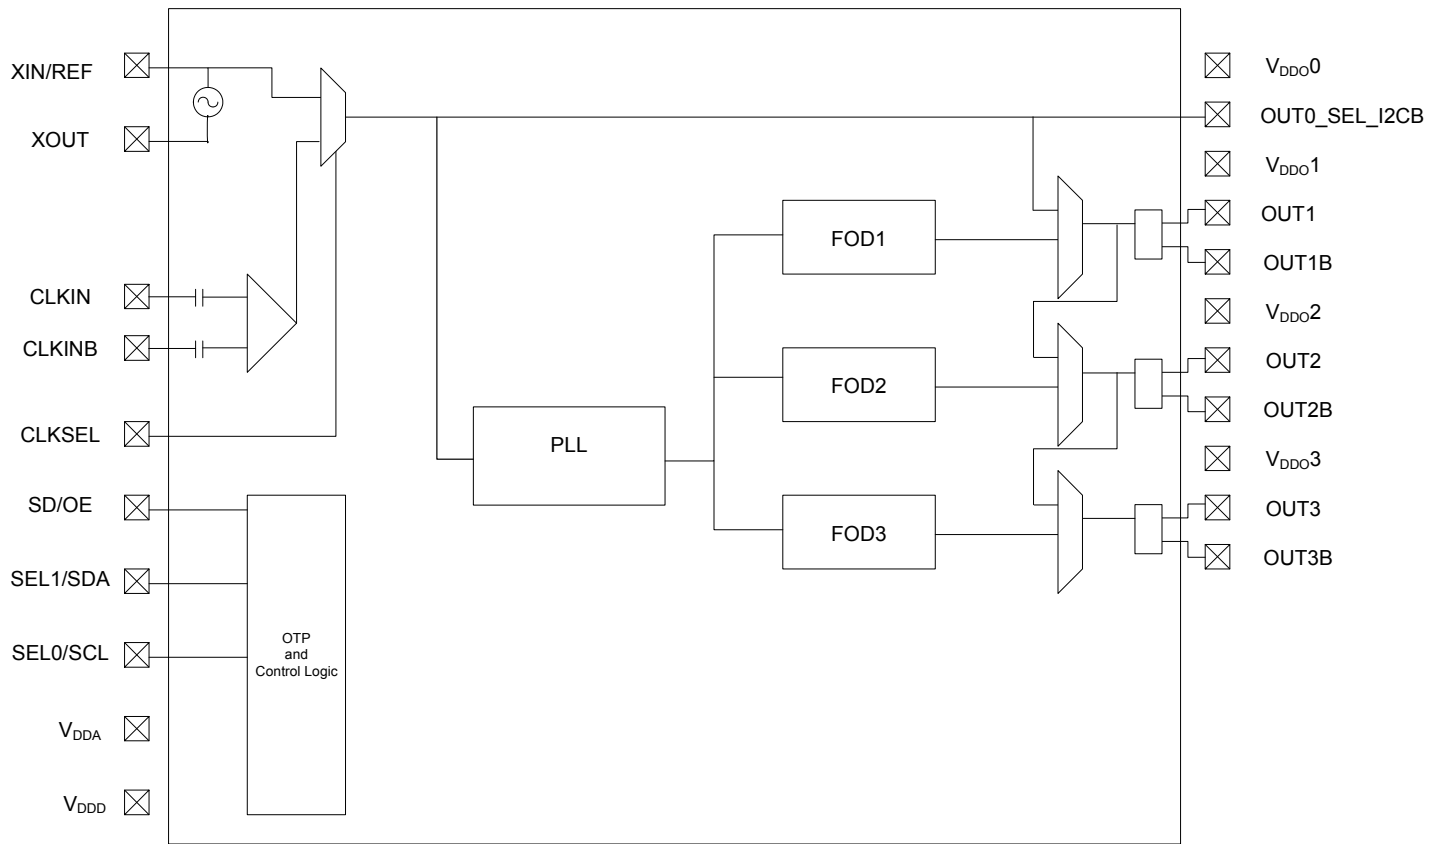 XIN/REF
XOUT
CLKIN
CLKINB
CLKSEL
SD/OE
SEL1/SDA
SEL0/SCL
VDDA
VDDD
OTP
and
Control Logic
PLL
FOD1
FOD2
FOD3
VDDO0
OUT0_SEL_I2CB
VDDO1
OUT1
OUT1B
VDDO2
OUT2
OUT2B
VDDO3
OUT3
OUT3B